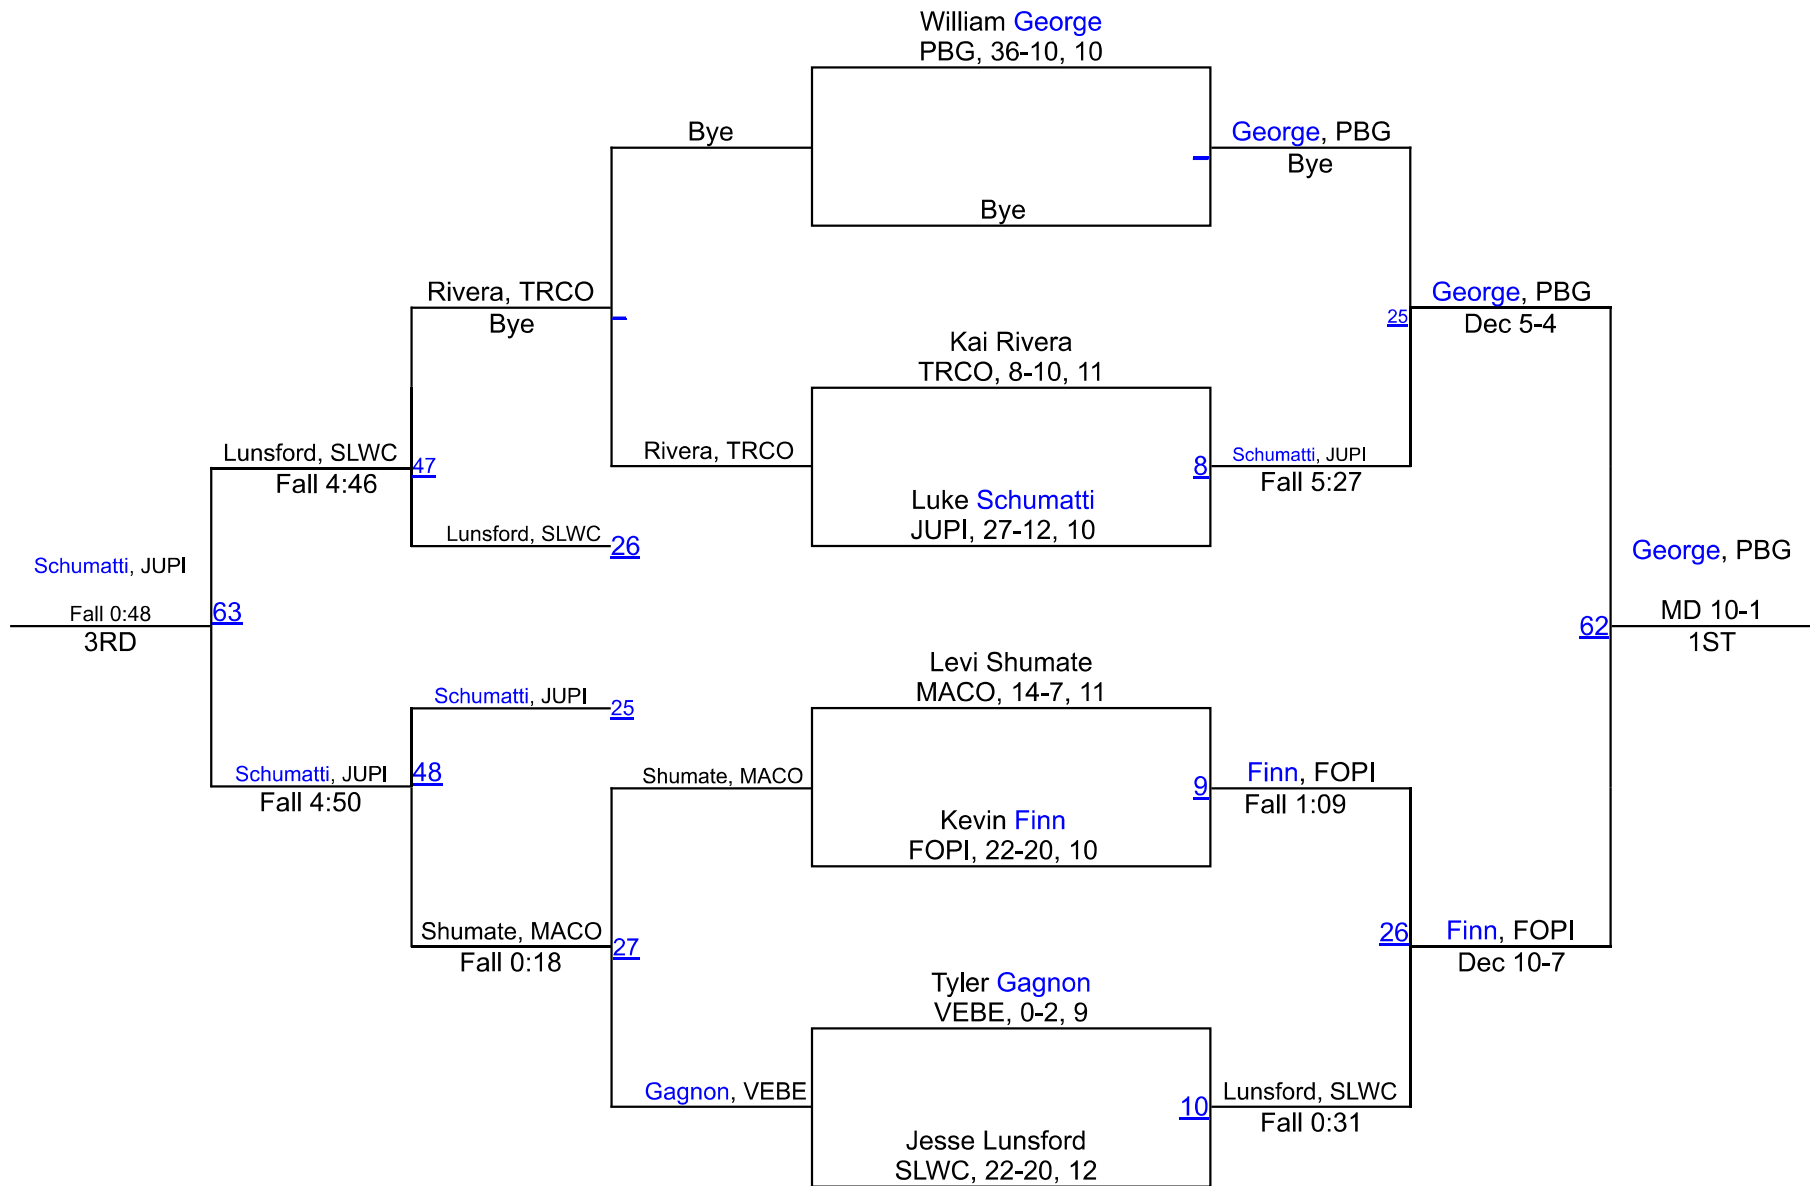 William George
PBG, 36-10, 10
Bye
George, PBG
Bye
Bye
Rivera, TRCO
Bye
George, PBG
25
Dec 5-4
Kai Rivera
TRCO, 8-10, 11
Lunsford, SLWC
47
Fall 4:46
Rivera, TRCO
8
Schumatti, JUPI
Fall 5:27
Luke Schumatti
JUPI, 27-12, 10
Lunsford, SLWC
26
Schumatti, JUPI
Fall 0:48
63
3RD
George, PBG
62
MD 10-1
1ST
Levi Shumate
MACO, 14-7, 11
Schumatti, JUPI
25
Schumatti, JUPI
48
Fall 4:50
Shumate, MACO
9
Finn, FOPI
Fall 1:09
Kevin Finn
FOPI, 22-20, 10
Shumate, MACO
27
Fall 0:18
26
Finn, FOPI
Dec 10-7
Tyler Gagnon
VEBE, 0-2, 9
Gagnon, VEBE
10
Lunsford, SLWC
Fall 0:31
Jesse Lunsford
SLWC, 22-20, 12